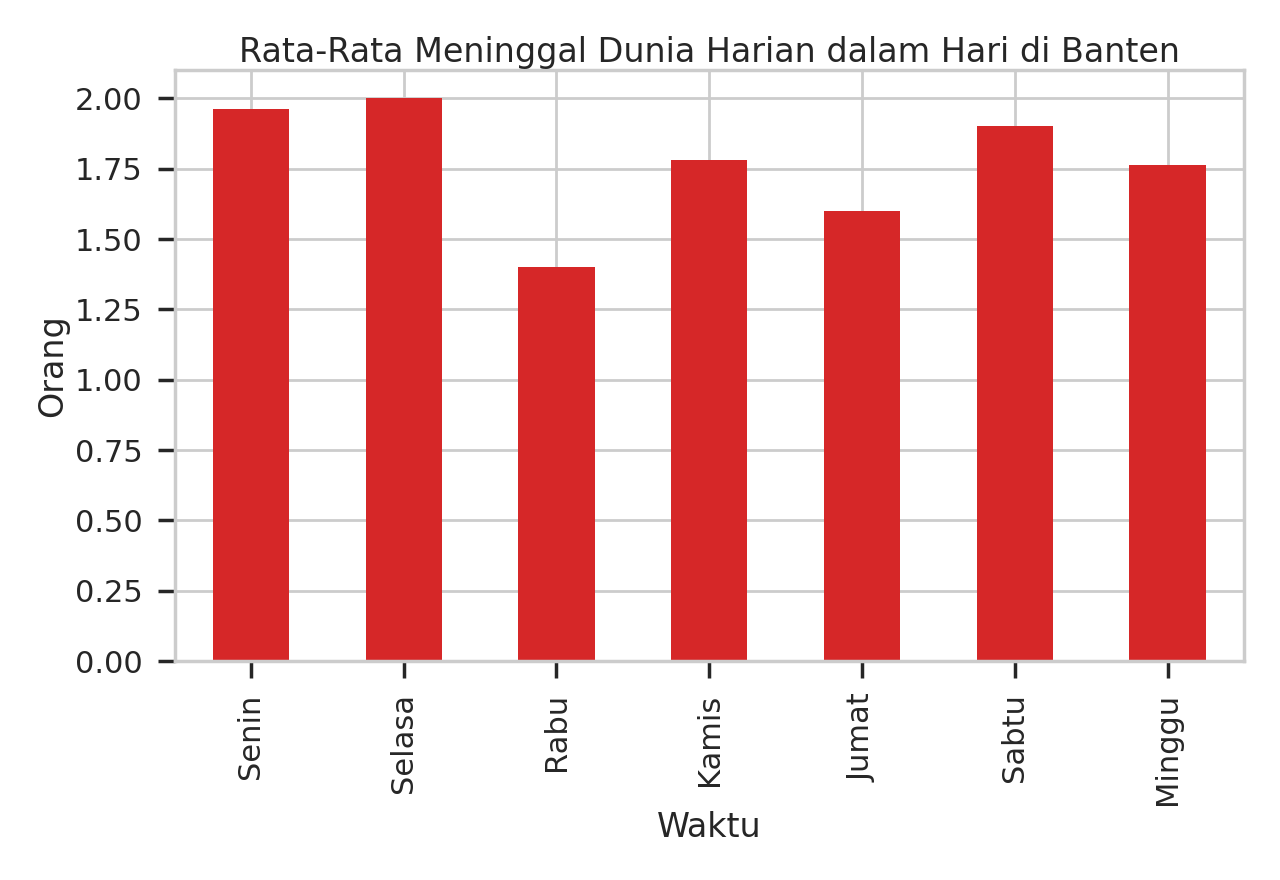 Rata-Rata Meninggal Dunia Harian dalam Hari di Banten
2.00
1.75
1.50
1.25
1.00
0.75
0.50
0.25
0.00
Orang
Senin
Selasa
Rabu
Kamis
Jumat
Sabtu
Minggu
Waktu